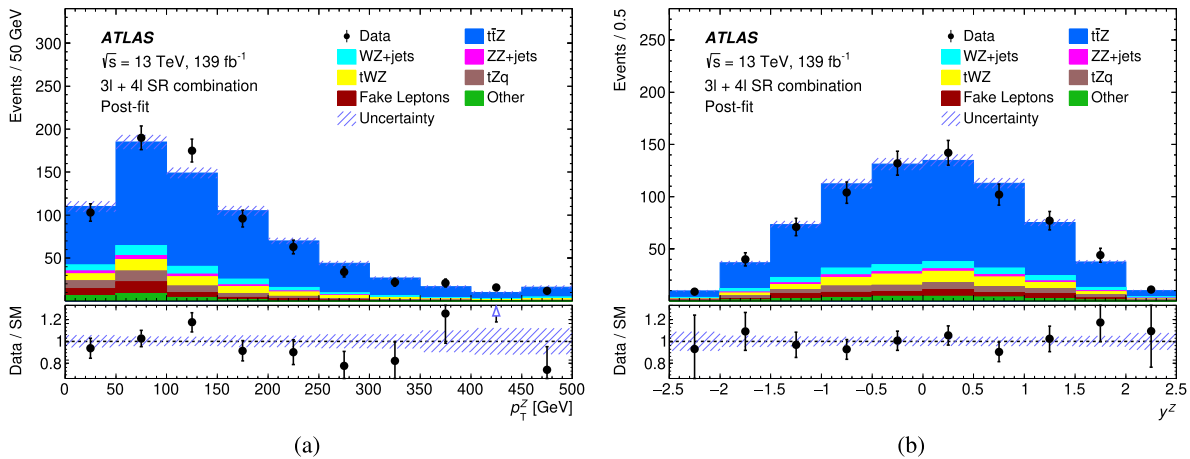 Events / 50 GeV
300
250
200
150
100
50
ATLAS
√s = 13 TeV, 139 fb⁻¹
3l + 4l SR combination
Post-fit
Data
tt̄Z
WZ+jets
ZZ+jets
tWZ
tZq
Fake Leptons
Other
Uncertainty
Data / SM
1.2
1
0.8
0 50 100 150 200 250 300 350 400 450 500
p_T^Z [GeV]
(a)
Events / 0.5
250
200
150
100
50
ATLAS
√s = 13 TeV, 139 fb⁻¹
3l + 4l SR combination
Post-fit
Data
tt̄Z
WZ+jets
ZZ+jets
tWZ
tZq
Fake Leptons
Other
Uncertainty
Data / SM
1.2
1
0.8
−2.5 −2 −1.5 −1 −0.5 0 0.5 1 1.5 2 2.5
y^Z
(b)